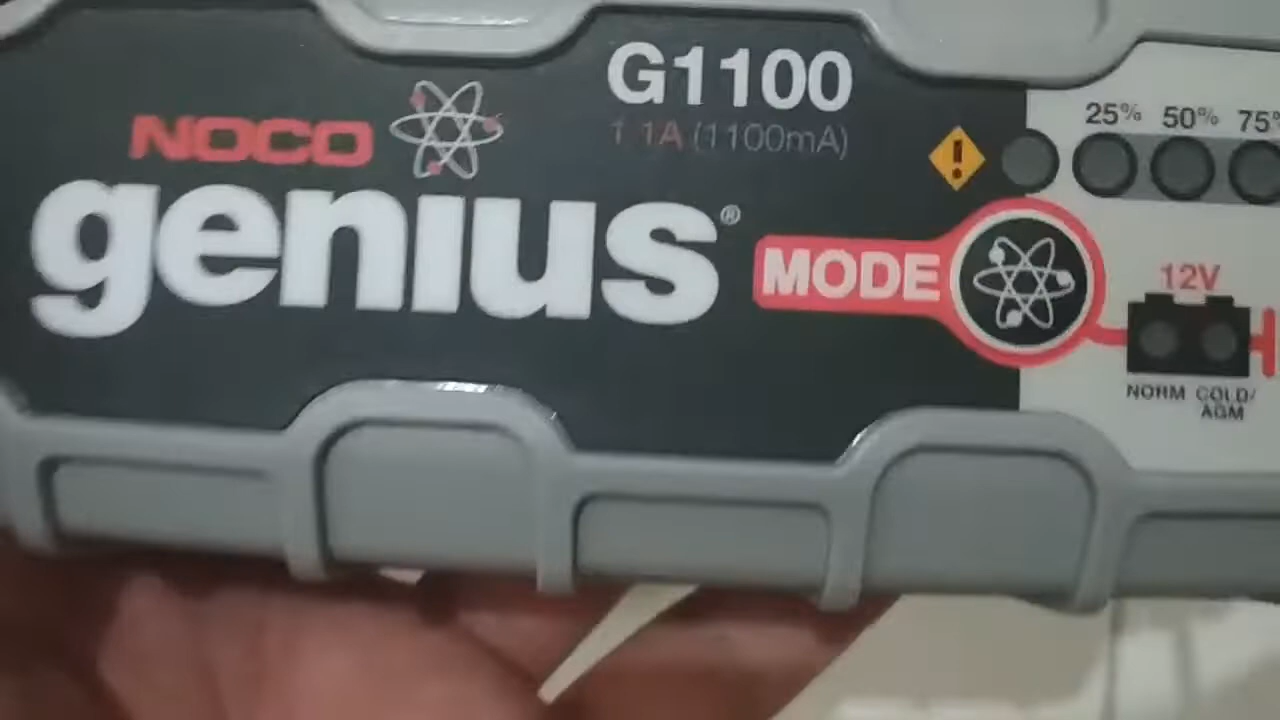 G1100
1.1A (1100mA)
NOCO
genius®
MODE
!
25% 50% 75%
12V
NORM COLD/
AGM